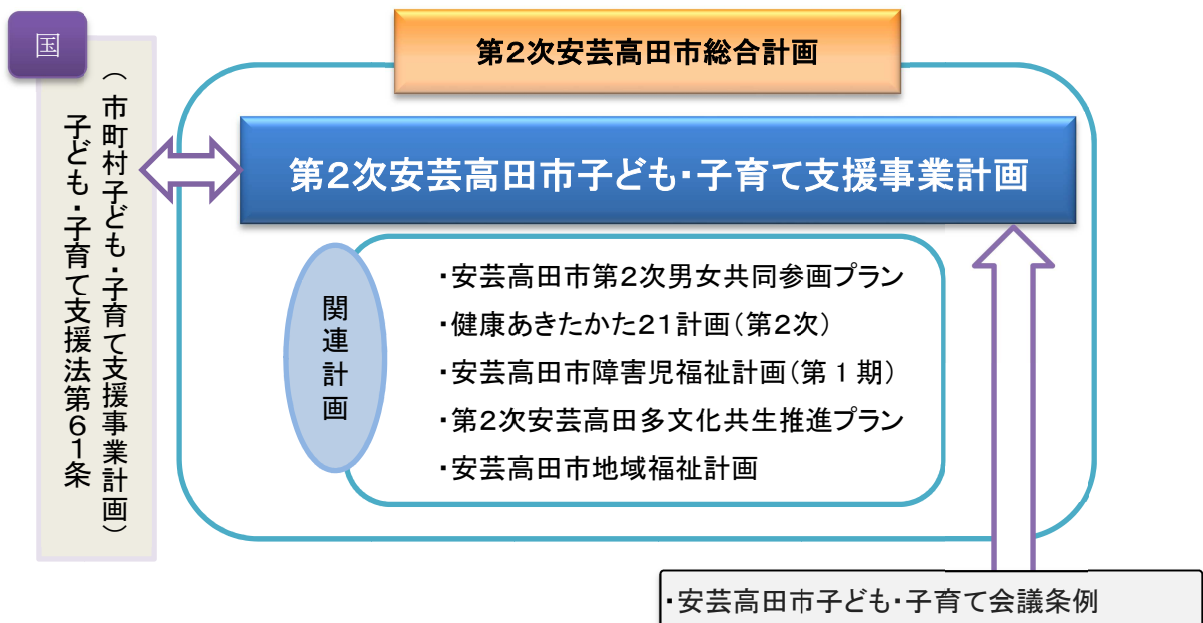 国
子ども・子育て支援法第61条
（市町村子ども・子育て支援事業計画）
第2次安芸高田市総合計画
第2次安芸高田市子ども・子育て支援事業計画
関連計画
・安芸高田市第2次男女共同参画プラン
・健康あきたかた21計画（第2次）
・安芸高田市障害児福祉計画（第1期）
・第2次安芸高田多文化共生推進プラン
・安芸高田市地域福祉計画
・安芸高田市子ども・子育て会議条例